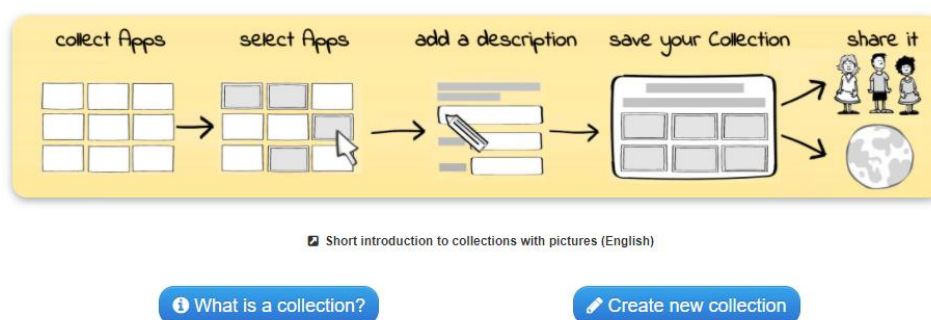 collect Apps
select Apps
add a description
save your Collection
share it
Short introduction to collections with pictures (English)
What is a collection?
Create new collection